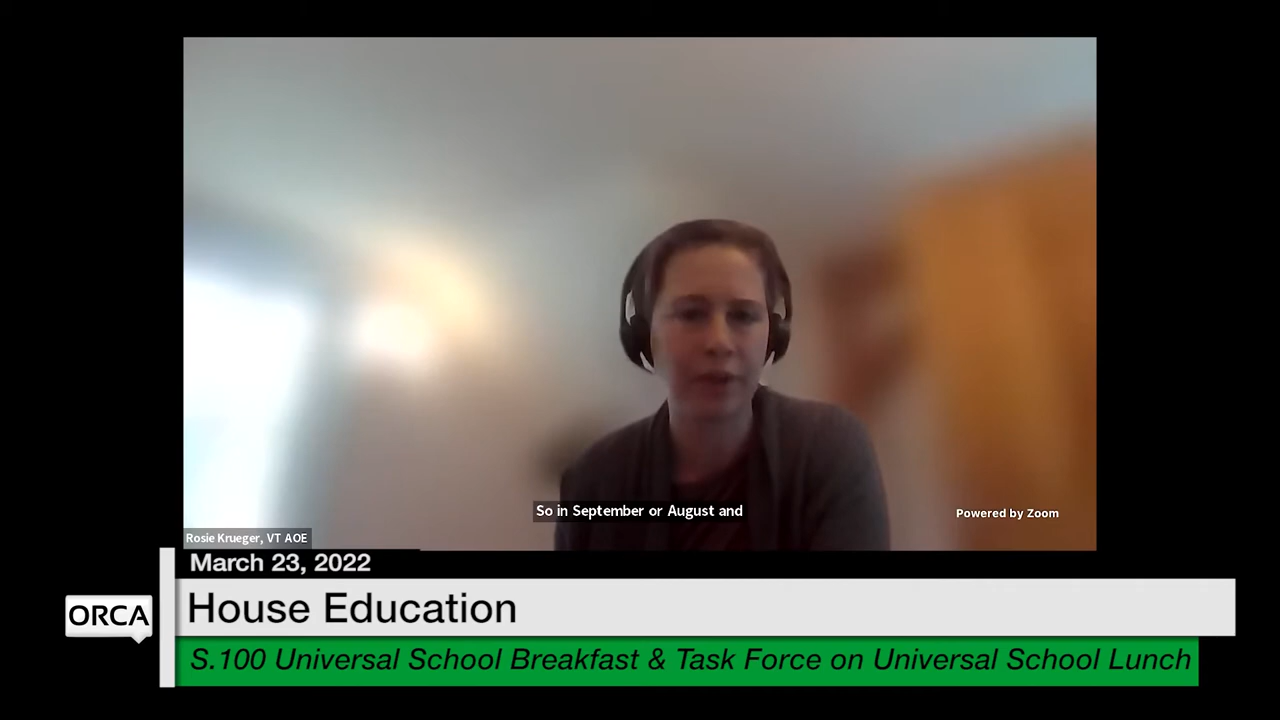 So in September or August and
Powered by Zoom
Rosie Krueger, VT AOE
March 23, 2022
ORCA
House Education
S.100 Universal School Breakfast & Task Force on Universal School Lunch